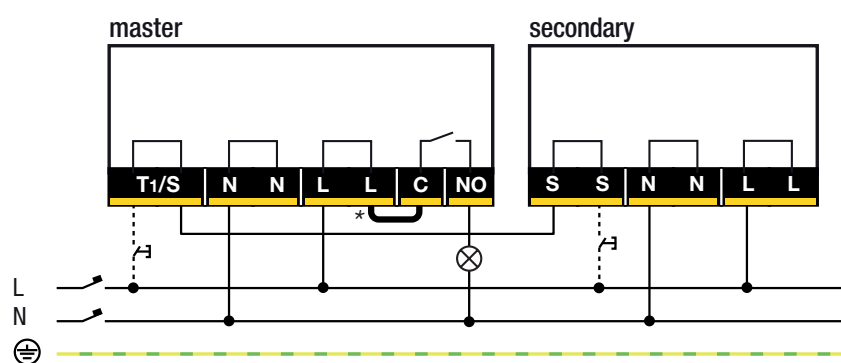 master
secondary
T1/S N N L L C NO
S S N N L L
*
L
N